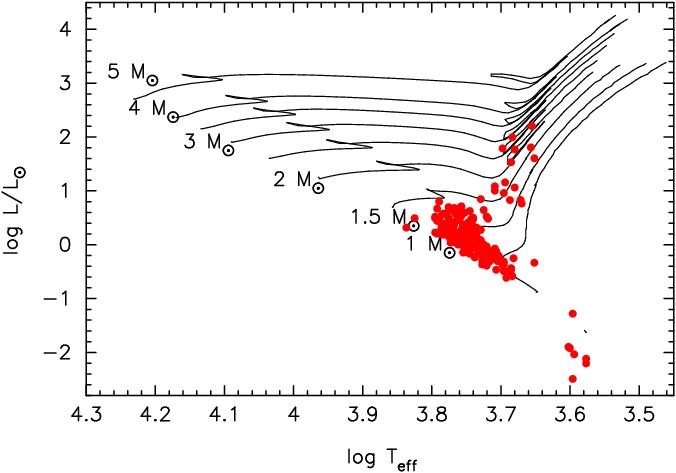 log L/L⊙
4
3
2
1
0
−1
−2
5 M⊙
4 M⊙
3 M⊙
2 M⊙
1.5 M⊙
1 M⊙
4.3 4.2 4.1 4 3.9 3.8 3.7 3.6 3.5
log Teff